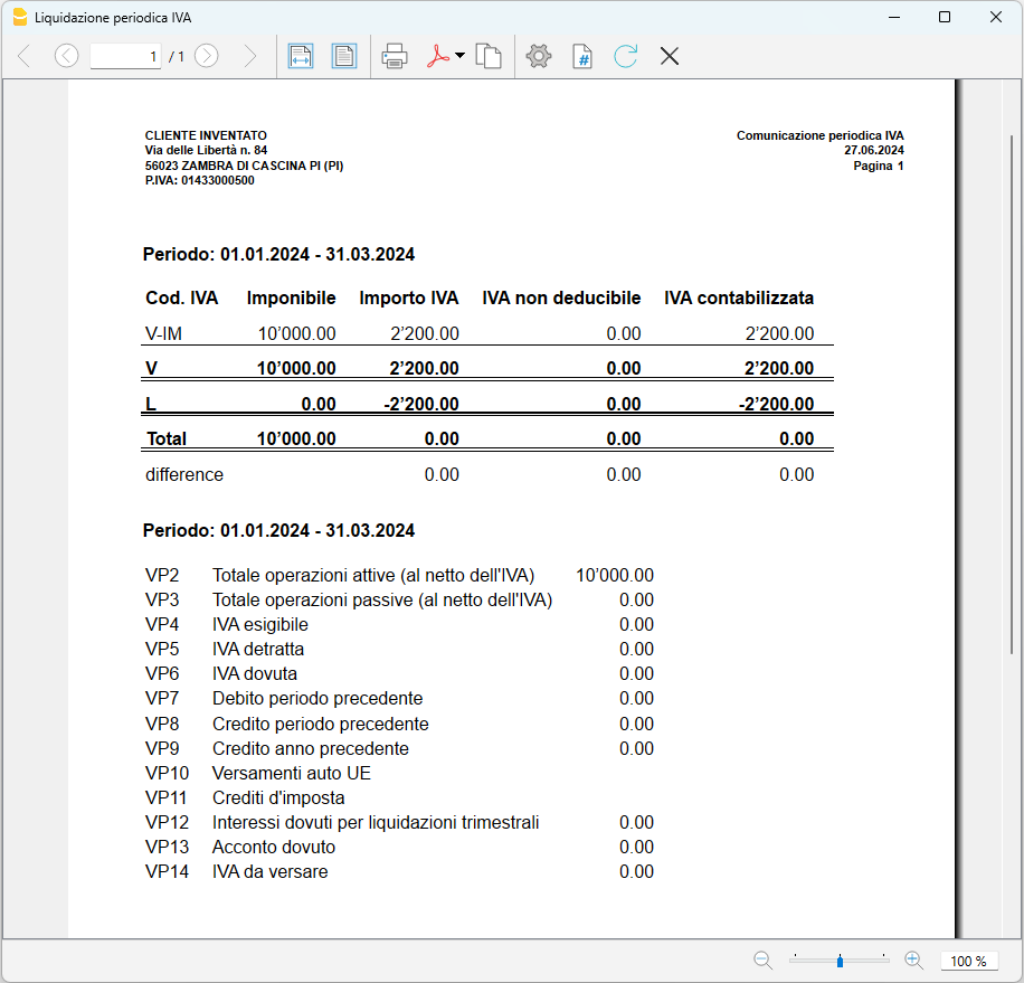 Liquidazione periodica IVA
1 / 1
CLIENTE INVENTATO
Via delle Libertà n. 84
56023 ZAMBRA DI CASCINA PI (PI)
P.IVA: 01433000500
Comunicazione periodica IVA
27.06.2024
Pagina 1
Periodo: 01.01.2024 - 31.03.2024
Cod. IVA Imponibile Importo IVA IVA non deducibile IVA contabilizzata
V-IM 10’000.00 2’200.00 0.00 2’200.00
V 10’000.00 2’200.00 0.00 2’200.00
L 0.00 -2’200.00 0.00 -2’200.00
Total 10’000.00 0.00 0.00 0.00
difference 0.00 0.00 0.00
Periodo: 01.01.2024 - 31.03.2024
VP2 Totale operazioni attive (al netto dell'IVA) 10’000.00
VP3 Totale operazioni passive (al netto dell'IVA) 0.00
VP4 IVA esigibile 0.00
VP5 IVA detratta 0.00
VP6 IVA dovuta 0.00
VP7 Debito periodo precedente 0.00
VP8 Credito periodo precedente 0.00
VP9 Credito anno precedente 0.00
VP10 Versamenti auto UE
VP11 Crediti d'imposta
VP12 Interessi dovuti per liquidazioni trimestrali 0.00
VP13 Acconto dovuto 0.00
VP14 IVA da versare 0.00
100 %